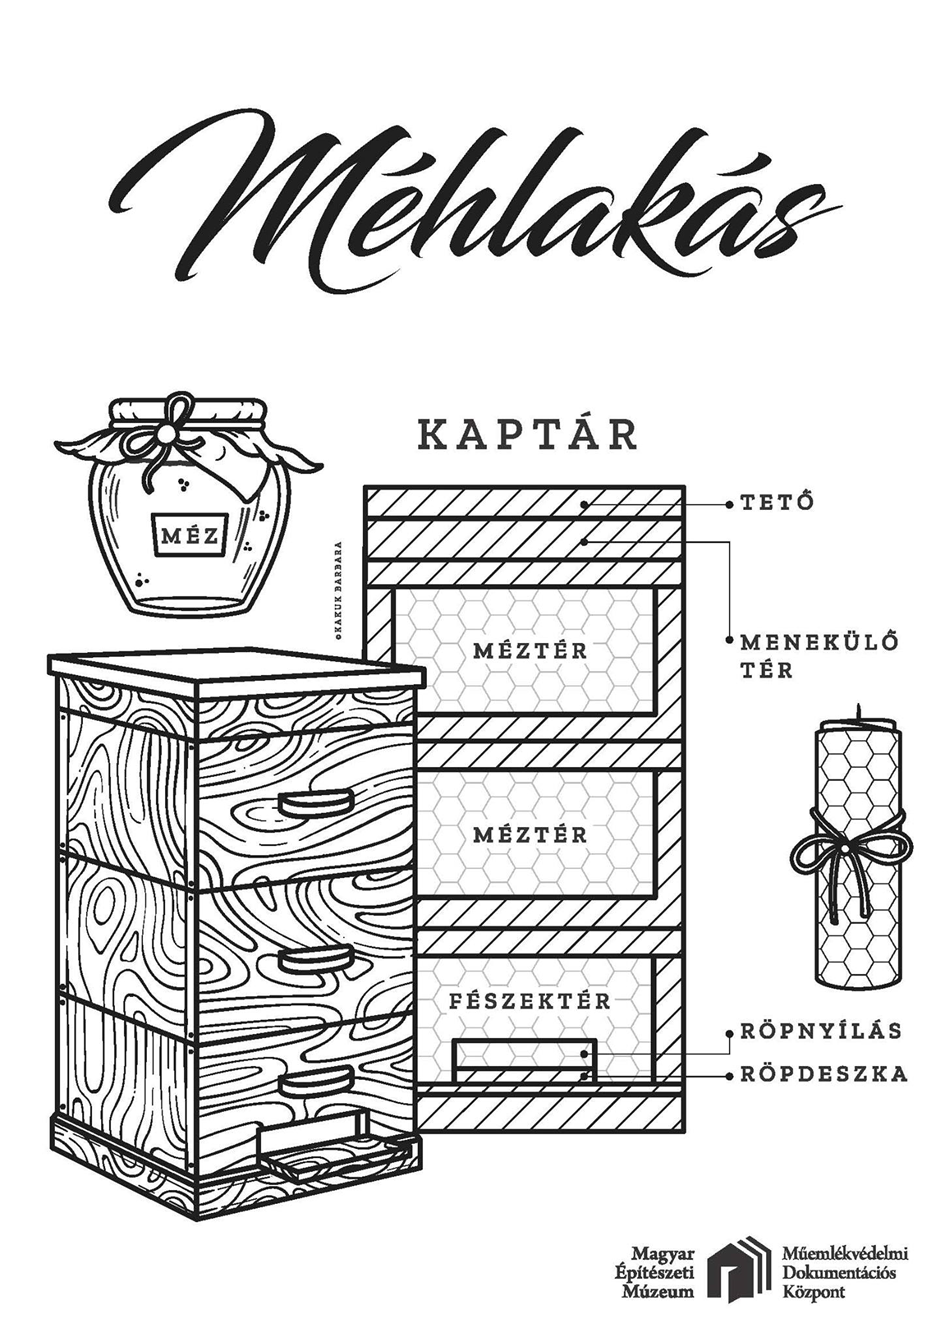 Méhlakás
KAPTÁR
TETŐ
MÉZ
©KAKUK BARBARA
MENEKÜLŐ
TÉR
MÉZTÉR
MÉZTÉR
FÉSZEKTÉR
RÖPNYÍLÁS
RÖPDESZKA
Magyar
Építészeti
Múzeum
Műemlékvédelmi
Dokumentációs
Központ